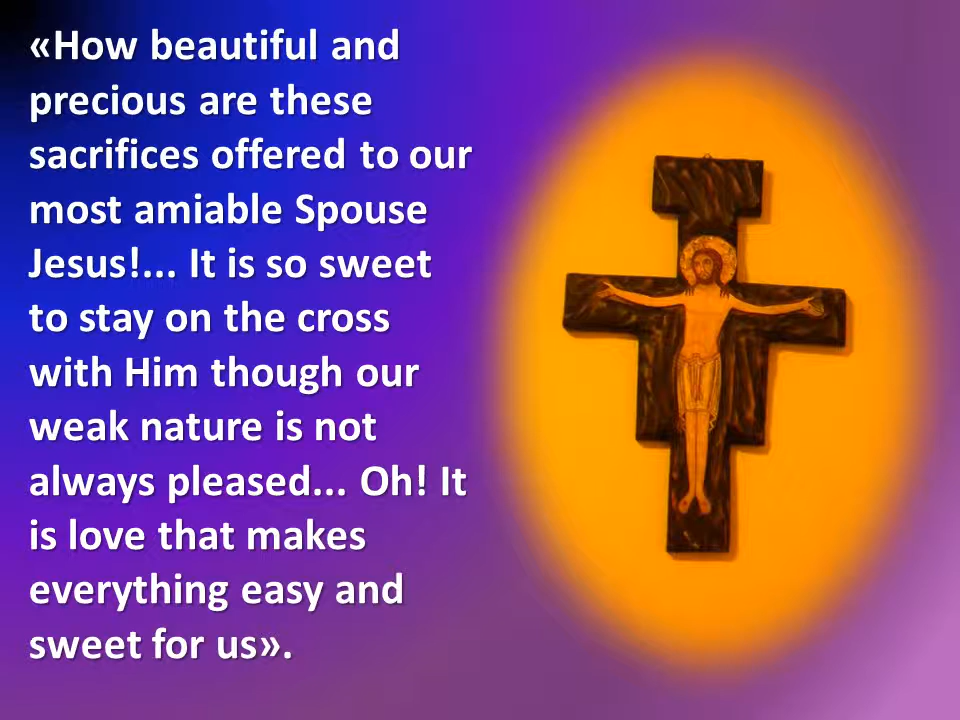 «How beautiful and
precious are these
sacrifices offered to our
most amiable Spouse
Jesus!... It is so sweet
to stay on the cross
with Him though our
weak nature is not
always pleased... Oh! It
is love that makes
everything easy and
sweet for us».